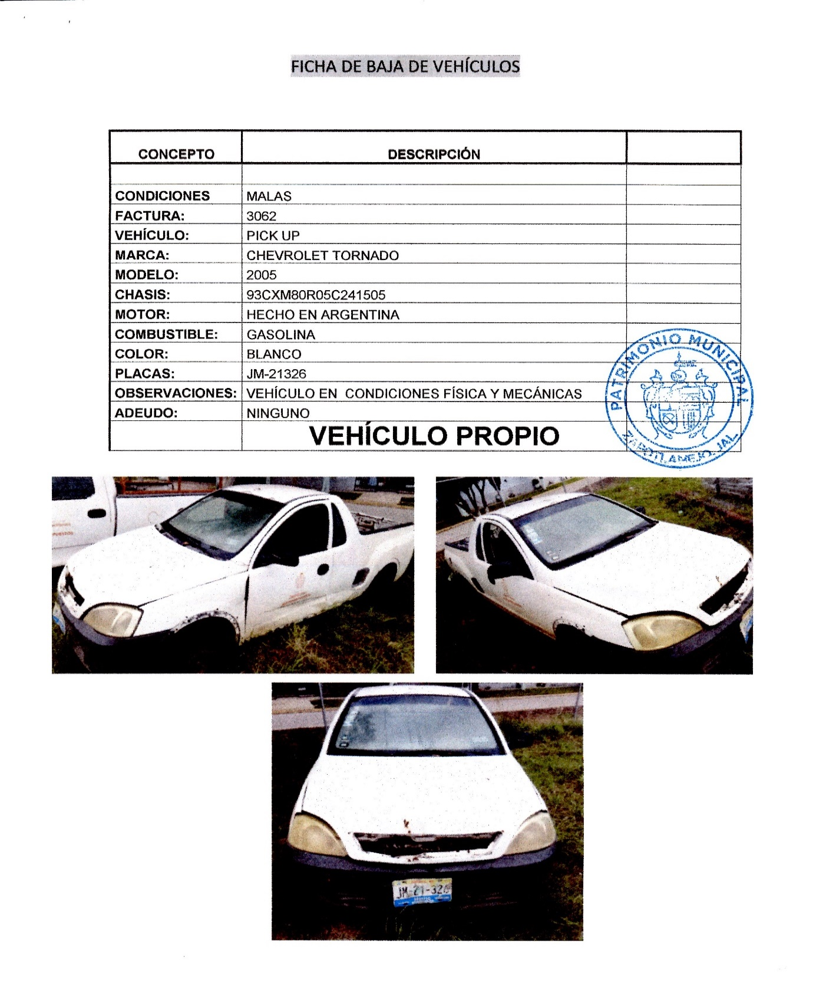 FICHA DE BAJA DE VEHÍCULOS
CONCEPTO DESCRIPCIÓN
CONDICIONES MALAS
FACTURA: 3062
VEHÍCULO: PICK UP
MARCA: CHEVROLET TORNADO
MODELO: 2005
CHASIS: 93CXM80R05C241505
MOTOR: HECHO EN ARGENTINA
COMBUSTIBLE: GASOLINA
COLOR: BLANCO
PLACAS: JM-21326
OBSERVACIONES: VEHÍCULO EN CONDICIONES FÍSICA Y MECÁNICAS
ADEUDO: NINGUNO
VEHÍCULO PROPIO
PATRIMONIO MUNICIPAL
ZAPOTLANEJO, JAL.
JM-21-326